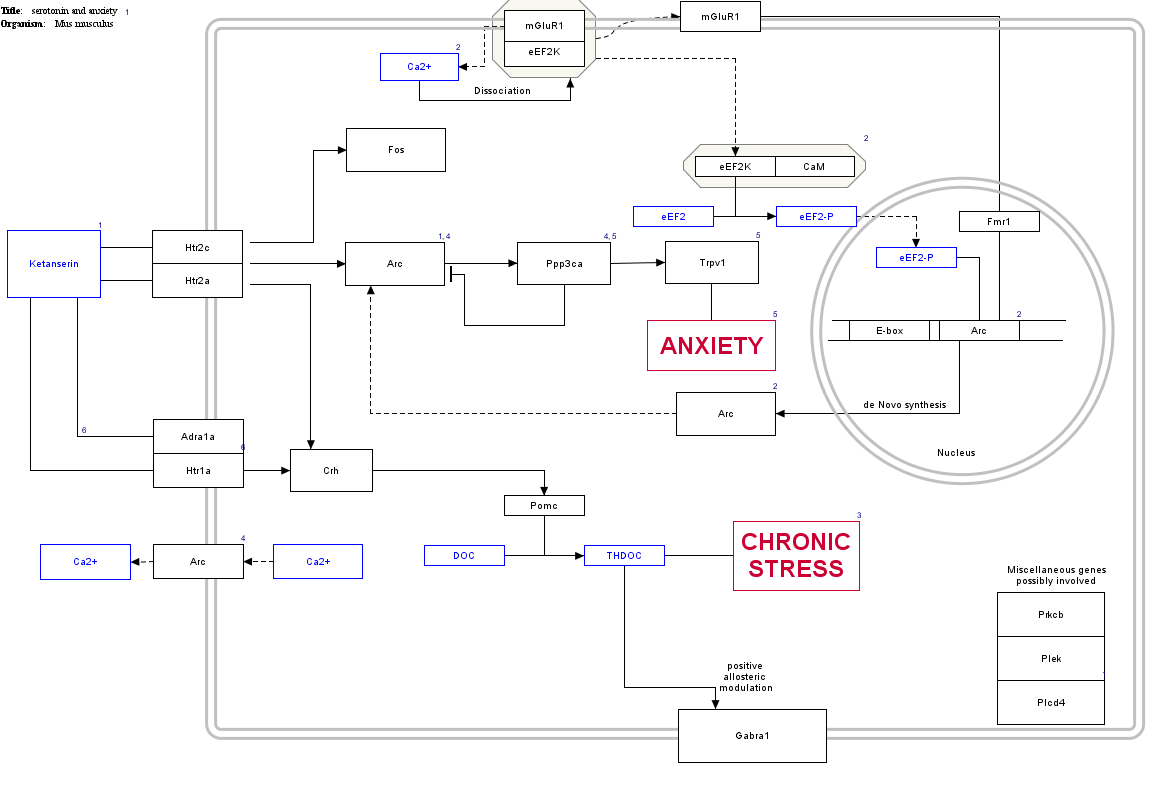 Title: serotonin and anxiety 1
Organism: Mus musculus
mGluR1
mGluR1
eEF2K
2
Ca2+
Dissociation
Fos
2
eEF2K CaM
1
Ketanserin
Htr2c
Htr2a
1, 4
Arc
4, 5
Ppp3ca
5
Trpv1
eEF2
eEF2-P
Fmr1
eEF2-P
5
ANXIETY
2
E-box
Arc
de Novo synthesis
2
Arc
Nucleus
6
Adra1a
6
Htr1a
Crh
Pomc
4
Ca2+
Arc
Ca2+
DOC
THDOC
3
CHRONIC
STRESS
Miscellaneous genes
possibly involved
Prkcb
Plek
Plcd4
positive
allosteric
modulation
Gabra1